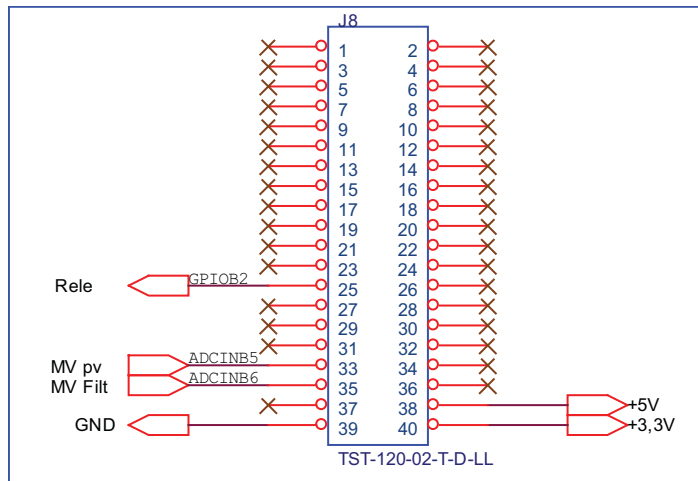 J8
1 2
3 4
5 6
7 8
9 10
11 12
13 14
15 16
17 18
19 20
21 22
23 24
Rele GPIOB2 25 26
27 28
29 30
31 32
MV pv ADCINB5 33 34
MV Filt ADCINB6 35 36
37 38 +5V
GND 39 40 +3,3V
TST-120-02-T-D-LL